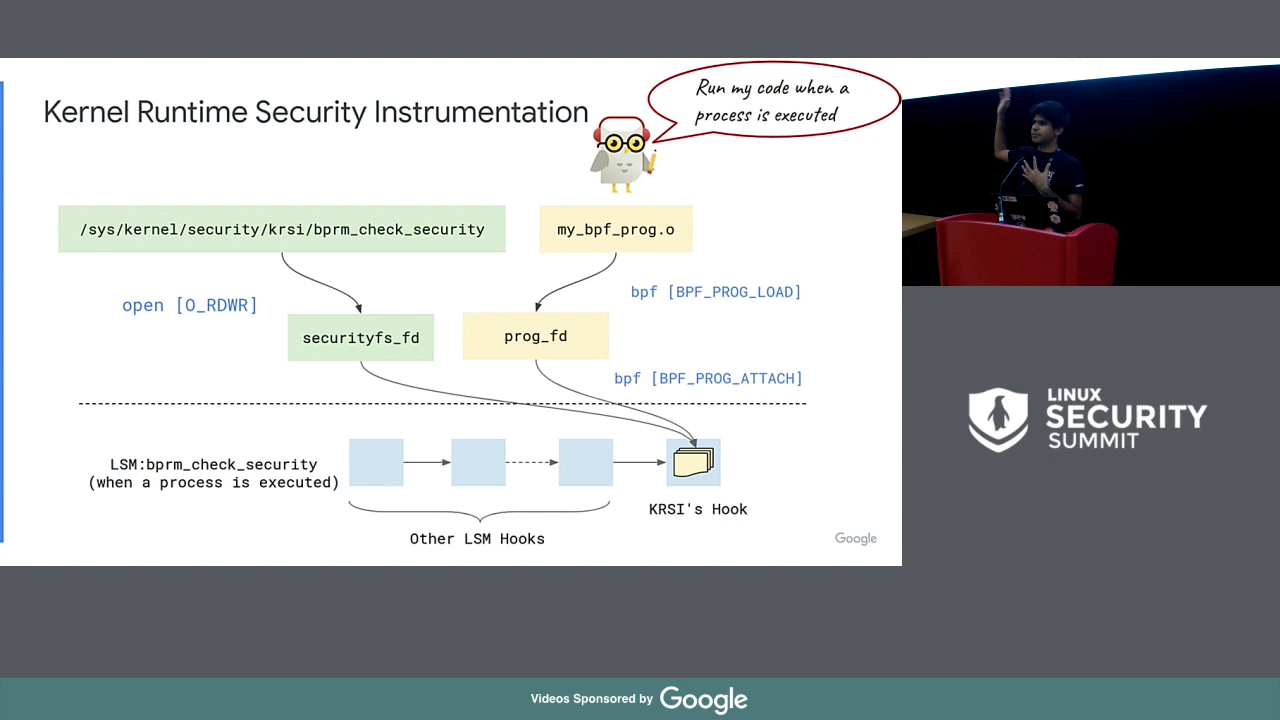 Run my code when a
process is executed
Kernel Runtime Security Instrumentation
/sys/kernel/security/krsi/bprm_check_security
my_bpf_prog.o
open [O_RDWR]
bpf [BPF_PROG_LOAD]
securityfs_fd
prog_fd
bpf [BPF_PROG_ATTACH]
LSM:bprm_check_security
(when a process is executed)
KRSI's Hook
Other LSM Hooks
Google
LINUX
SECURITY
SUMMIT
Videos Sponsored by Google